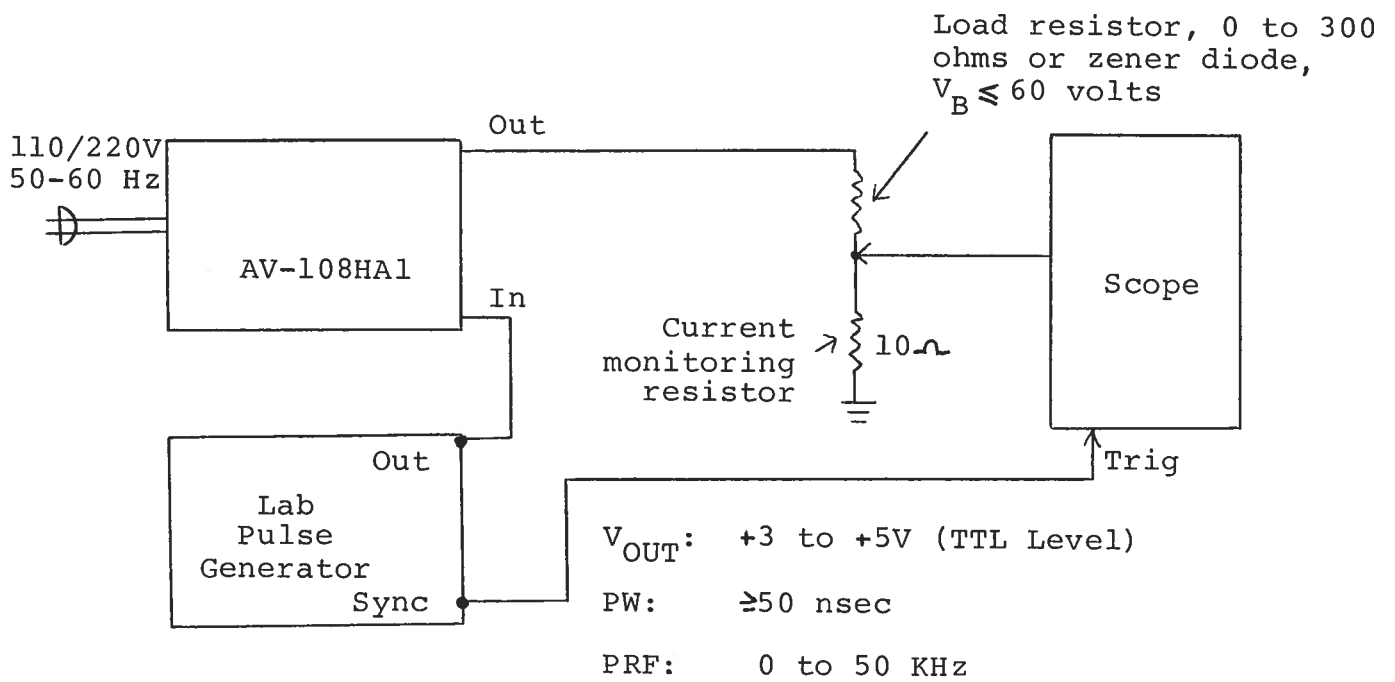 Load resistor, 0 to 300
ohms or zener diode,
V_B ≤ 60 volts
110/220V
50-60 Hz
Out
AV-108HA1
In
Scope
Current
monitoring
resistor
10Ω
Trig
Out
Lab
Pulse
Generator
Sync
V_OUT: +3 to +5V (TTL Level)
PW: ≥50 nsec
PRF: 0 to 50 KHz